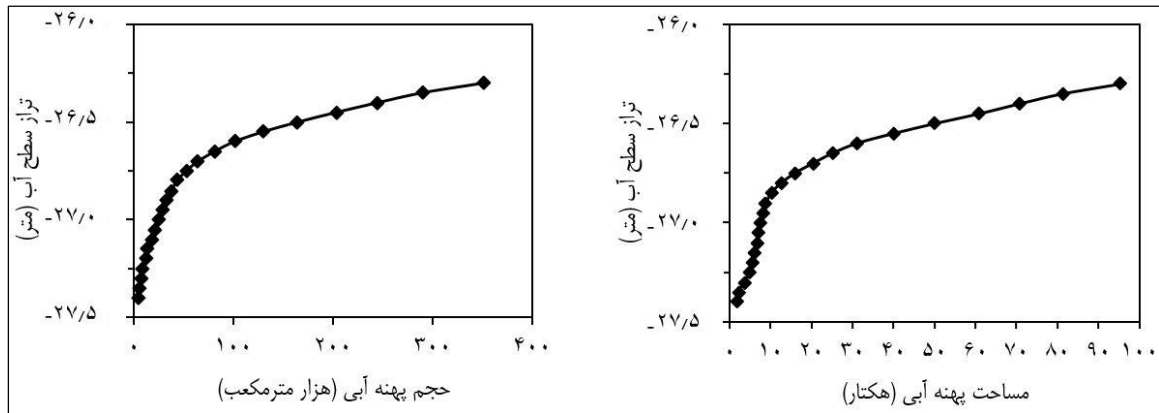 تراز سطح آب (متر)
-۲۶٫۰
-۲۶٫۵
-۲۷٫۰
-۲۷٫۵
۰ ۱۰ ۲۰ ۳۰ ۴۰ ۵۰ ۶۰ ۷۰ ۸۰ ۹۰ ۱۰۰
مساحت پهنه آبی (هکتار)
تراز سطح آب (متر)
-۲۶٫۰
-۲۶٫۵
-۲۷٫۰
-۲۷٫۵
۰ ۱۰۰ ۲۰۰ ۳۰۰ ۴۰۰
حجم پهنه آبی (هزار مترمکعب)